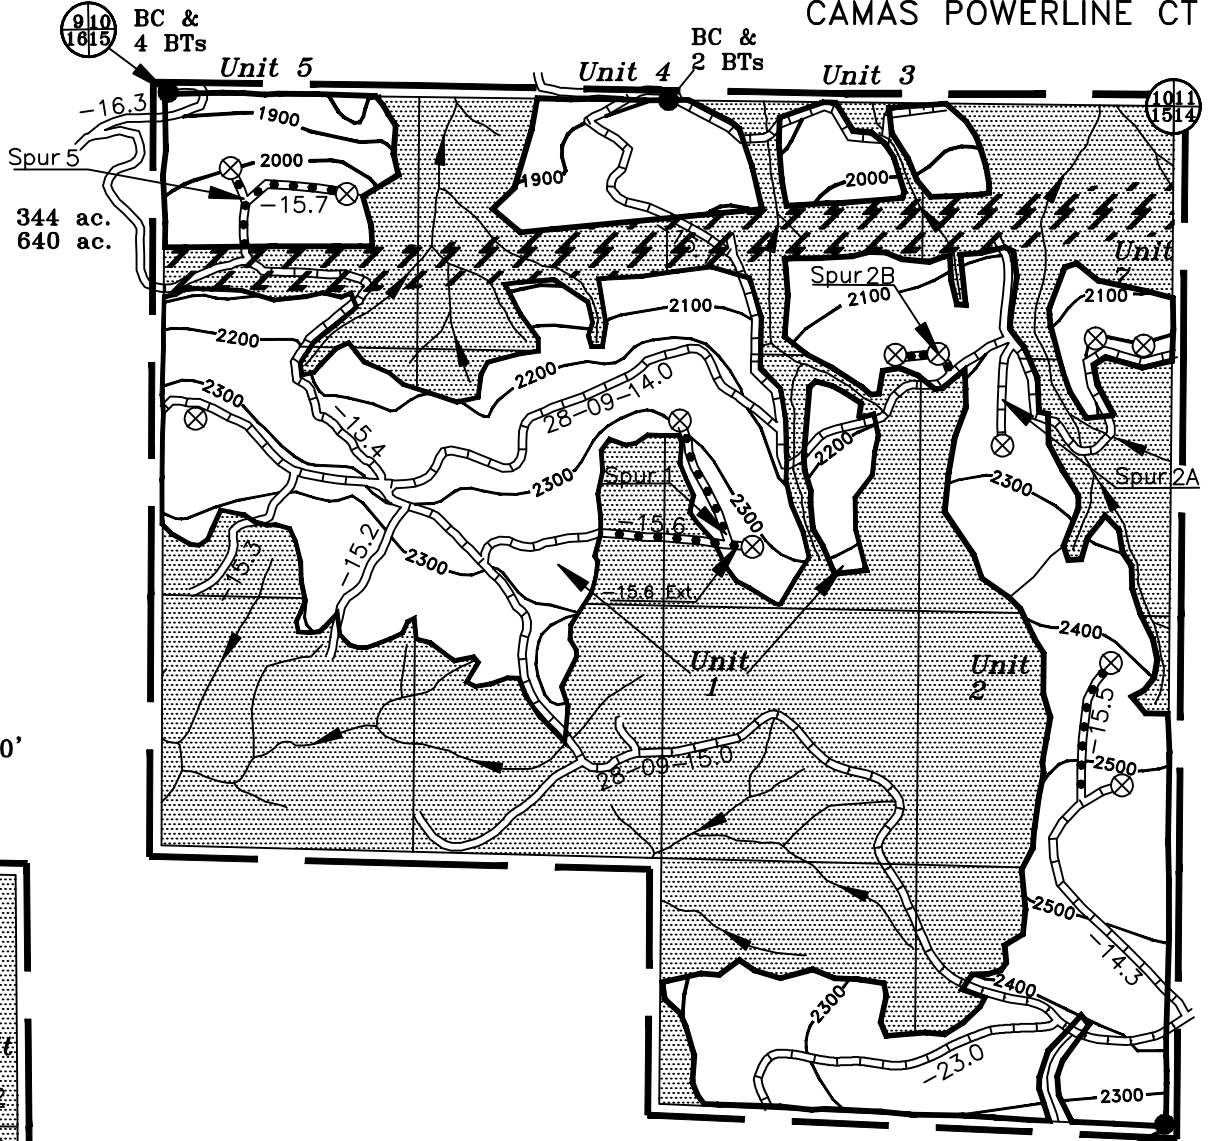 CAMAS POWERLINE CT
9 10
16 15
BC &
4 BTs
BC &
2 BTs
Unit 5
Unit 4
Unit 3
10 11
15 14
-16.3
1900
Spur 5
2000
-15.7
1900
2000
344 ac.
640 ac.
Unit
7
Spur 2B
2100
2100
2100
2200
2200
2300
28-09-14.0
-15.4
2200
2300
2300
Spur 1
2300
Spur 2A
-15.6
-15.3
-15.2
2300
-15.6 Ext.
2400
Unit
1
Unit
2
-15.5
0'
28-09-15.0
2500
2500
-14.3
2400
2300
-23.0
2300